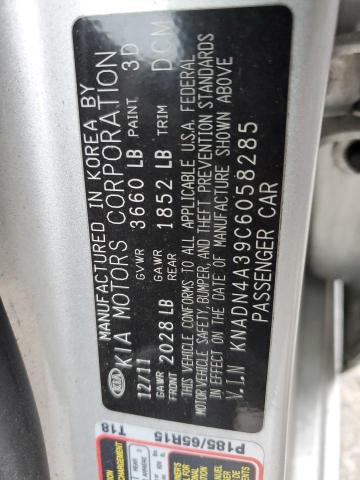 MANUFACTURED IN KOREA BY
KIA KIA MOTORS CORPORATION
12/11 GVWR 3660 LB PAINT 3D
GAWR FRONT 2028 LB GAWR REAR 1852 LB TRIM DCM
THIS VEHICLE CONFORMS TO ALL APPLICABLE U.S.A. FEDERAL
MOTOR VEHICLE SAFETY, BUMPER, AND THEFT PREVENTION STANDARDS
IN EFFECT ON THE DATE OF MANUFACTURE SHOWN ABOVE
V.I.N KNADN4A39C6058285
PASSENGER CAR
T18
P185/65R15